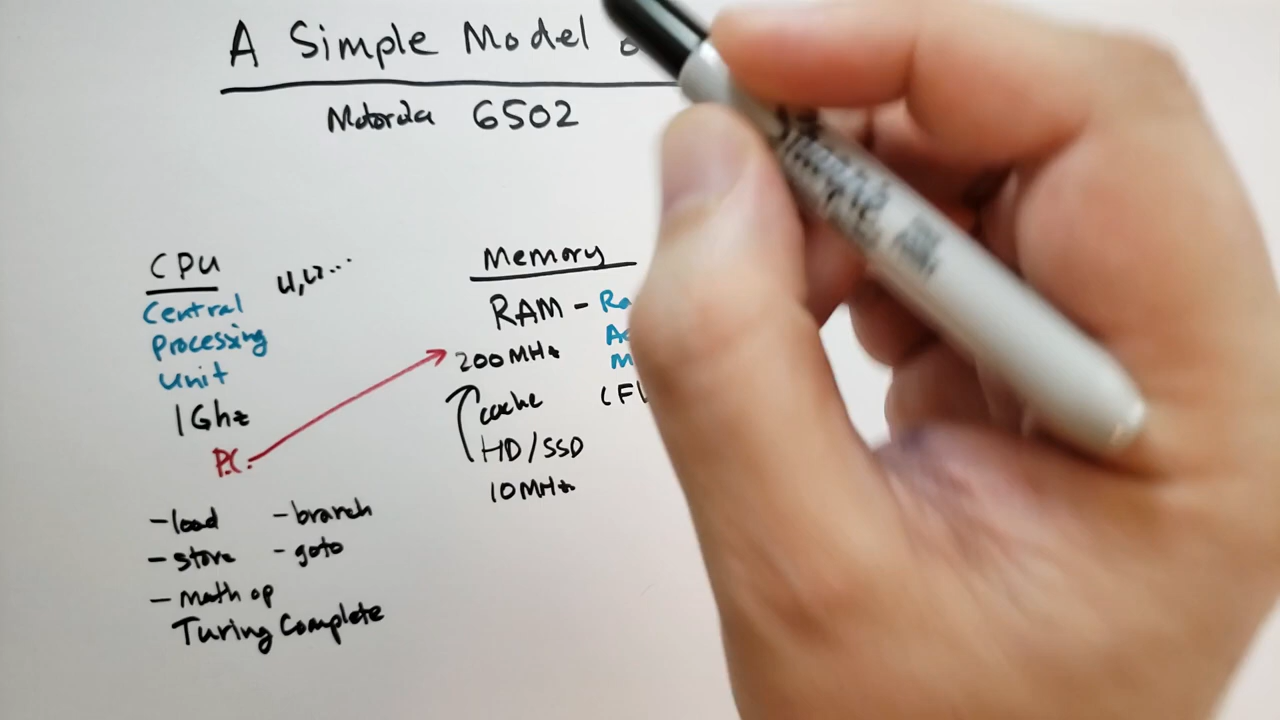 A Simple Model
Motorola 6502
CPU
Central
Processing
Unit
1Ghz
P.C.
-load -branch
-store -goto
-math op
Turing Complete
Memory
RAM - Ra
200MHz
cache
HD/SSD
10MHz